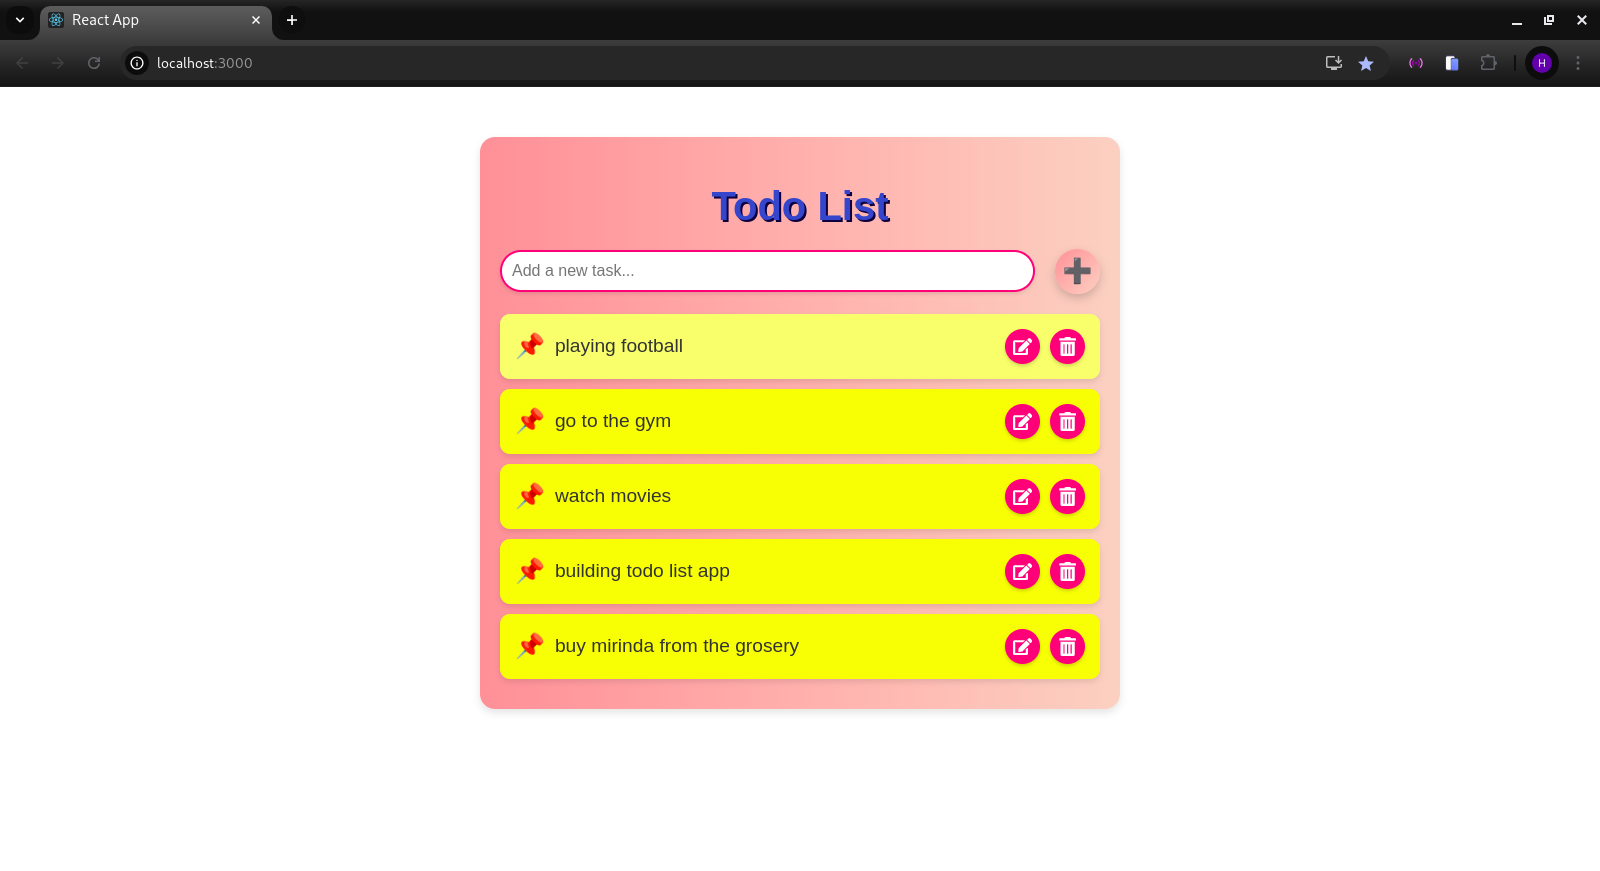 React App
localhost:3000
H
Todo List
Add a new task...
playing football
go to the gym
watch movies
building todo list app
buy mirinda from the grosery